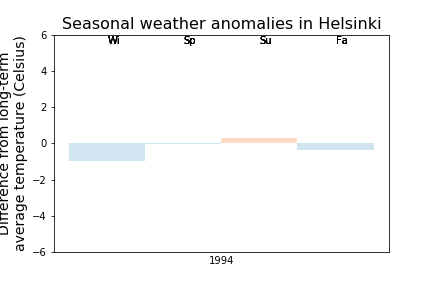 Seasonal weather anomalies in Helsinki
Difference from long-term
average temperature (Celsius)
6
4
2
0
−2
−4
−6
Wi Sp Su Fa
1994